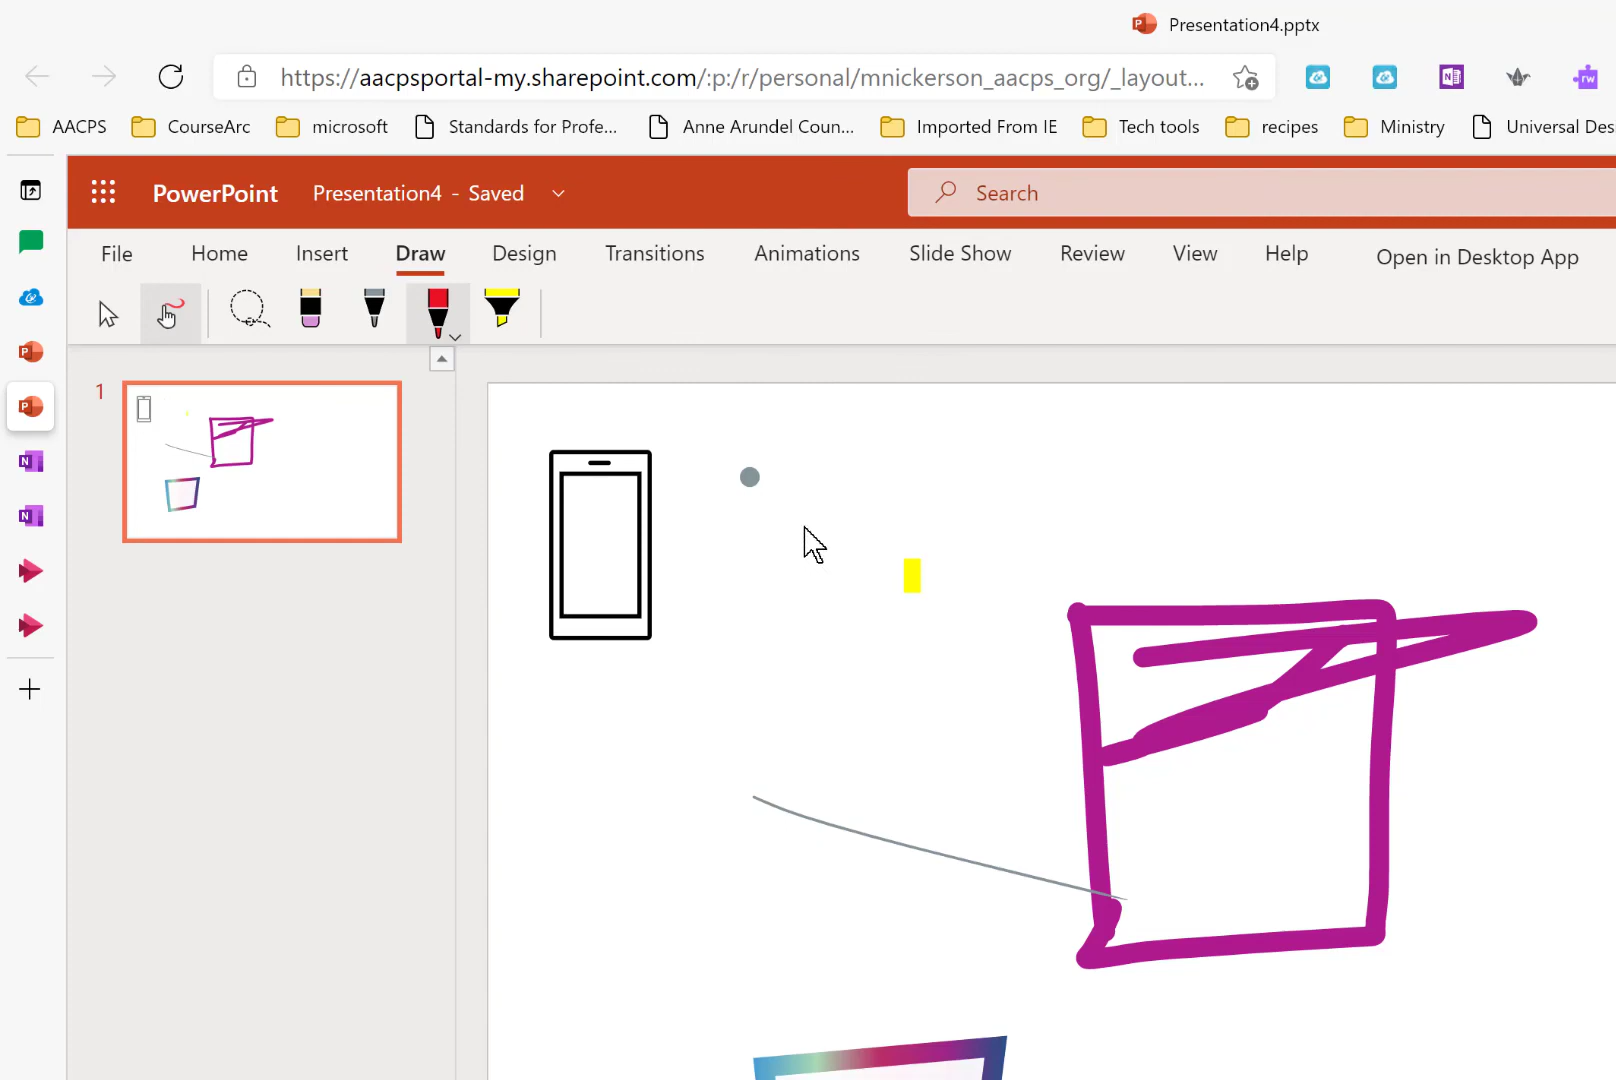 Presentation4.pptx
https://aacpsportal-my.sharepoint.com/:p:/r/personal/mnickerson_aacps_org/_layout...
AACPS CourseArc microsoft Standards for Profe... Anne Arundel Coun... Imported From IE Tech tools recipes Ministry Universal Des
PowerPoint Presentation4 - Saved Search
File Home Insert Draw Design Transitions Animations Slide Show Review View Help Open in Desktop App
1